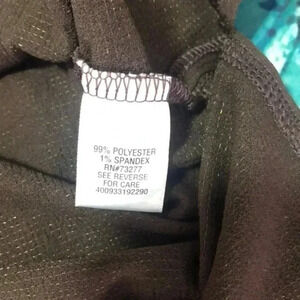 99% POLYESTER
1% SPANDEX
RN#73277
SEE REVERSE
FOR CARE
400933192290